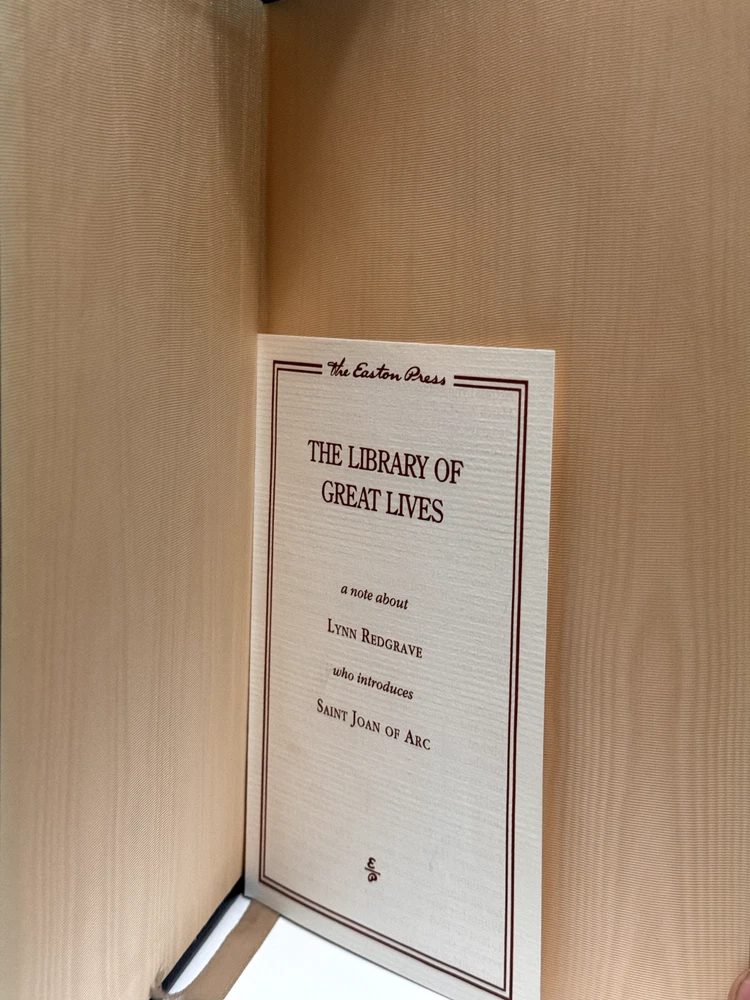 The Easton Press
THE LIBRARY OF
GREAT LIVES
a note about
LYNN REDGRAVE
who introduces
SAINT JOAN OF ARC
E
P